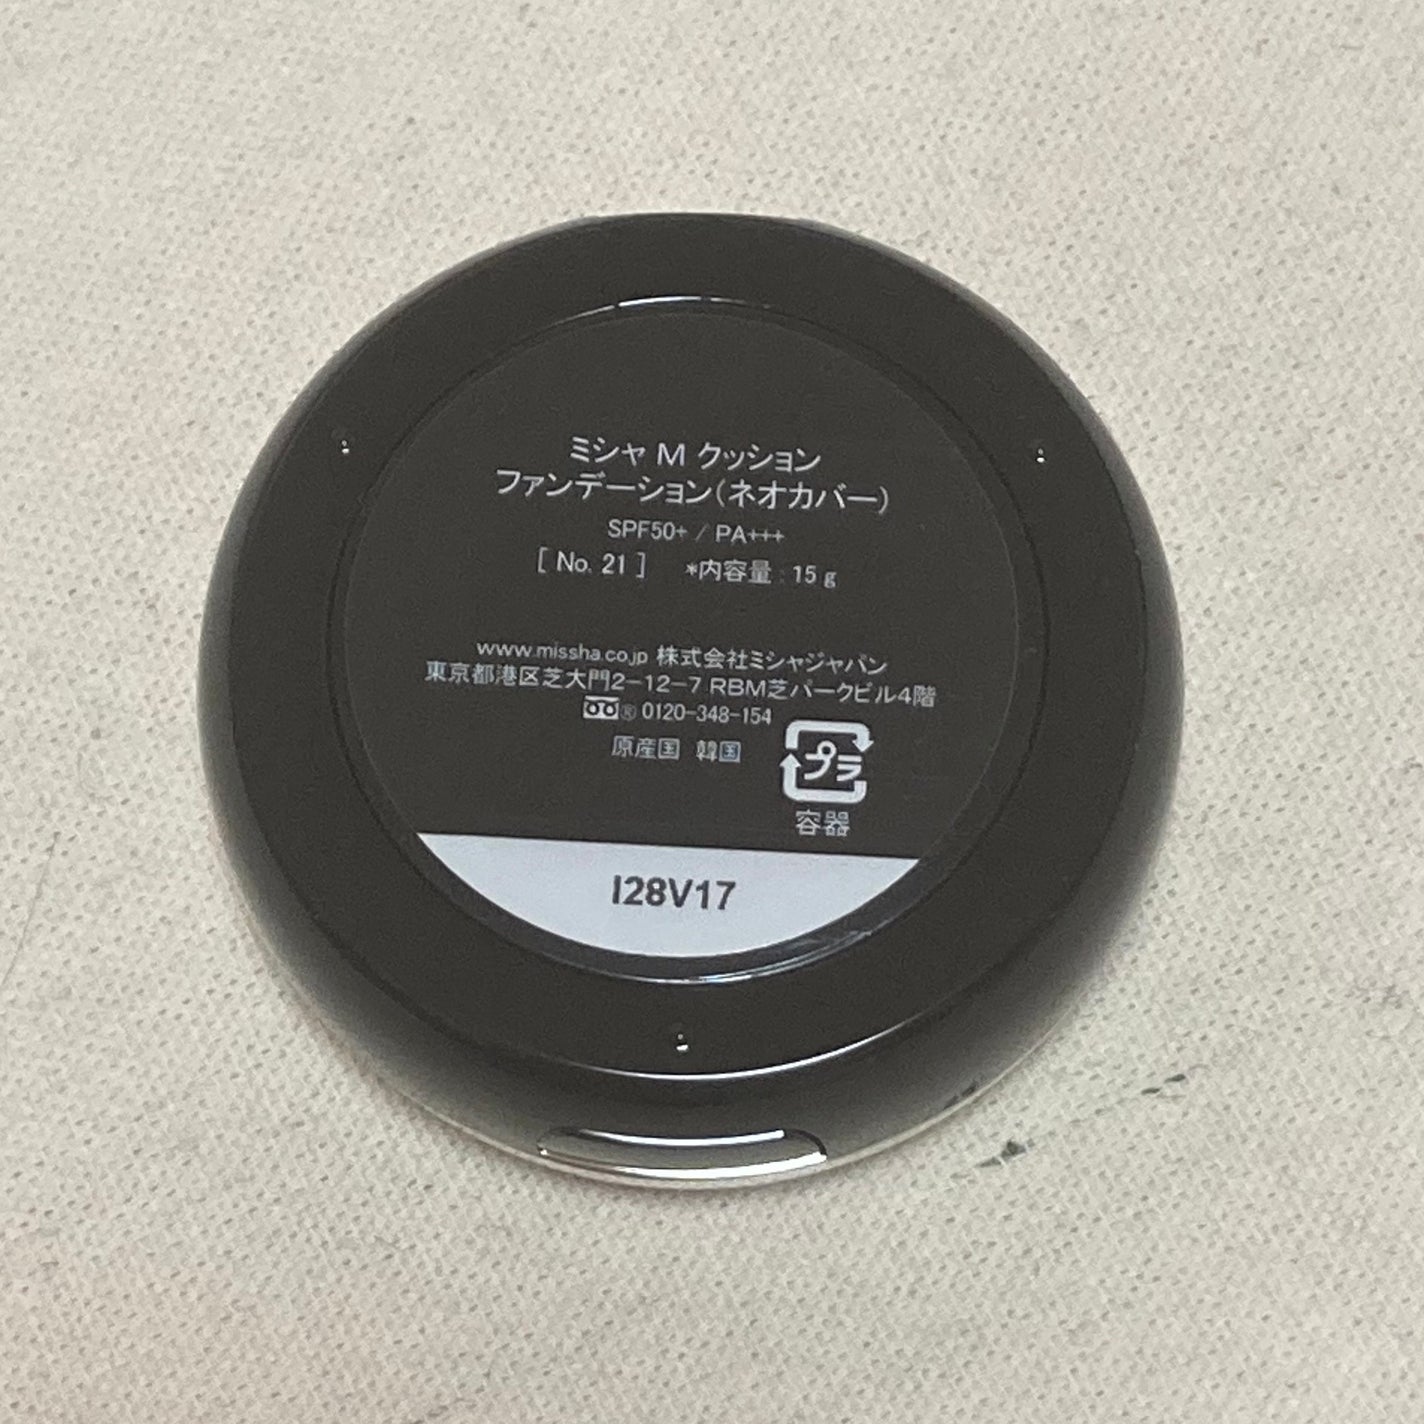 ミシャ M クッション
ファンデーション(ネオカバー)
SPF50+ / PA+++
[ No. 21 ] *内容量 : 15 g
www.missha.co.jp 株式会社ミシャジャパン
東京都港区芝大門2-12-7 RBM芝パークビル4階
® 0120-348-154
原産国 韓国
プラ
容器
I28V17